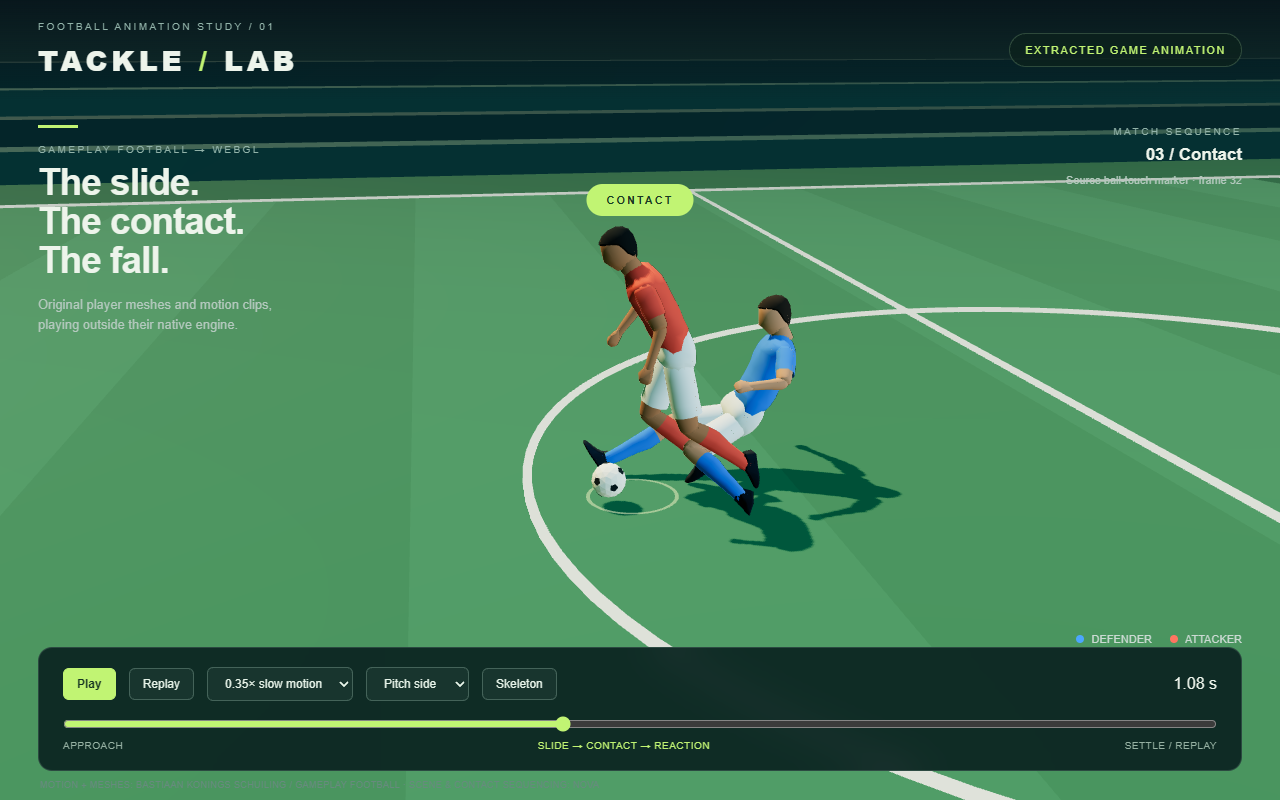 FOOTBALL ANIMATION STUDY / 01
TACKLE / LAB
EXTRACTED GAME ANIMATION
GAMEPLAY FOOTBALL → WEBGL
The slide.
The contact.
The fall.
Original player meshes and motion clips,
playing outside their native engine.
MATCH SEQUENCE
03 / Contact
Source ball-touch marker · frame 32
CONTACT
DEFENDER
ATTACKER
Play
Replay
0.35× slow motion
Pitch side
Skeleton
1.08 s
APPROACH
SLIDE → CONTACT → REACTION
SETTLE / REPLAY